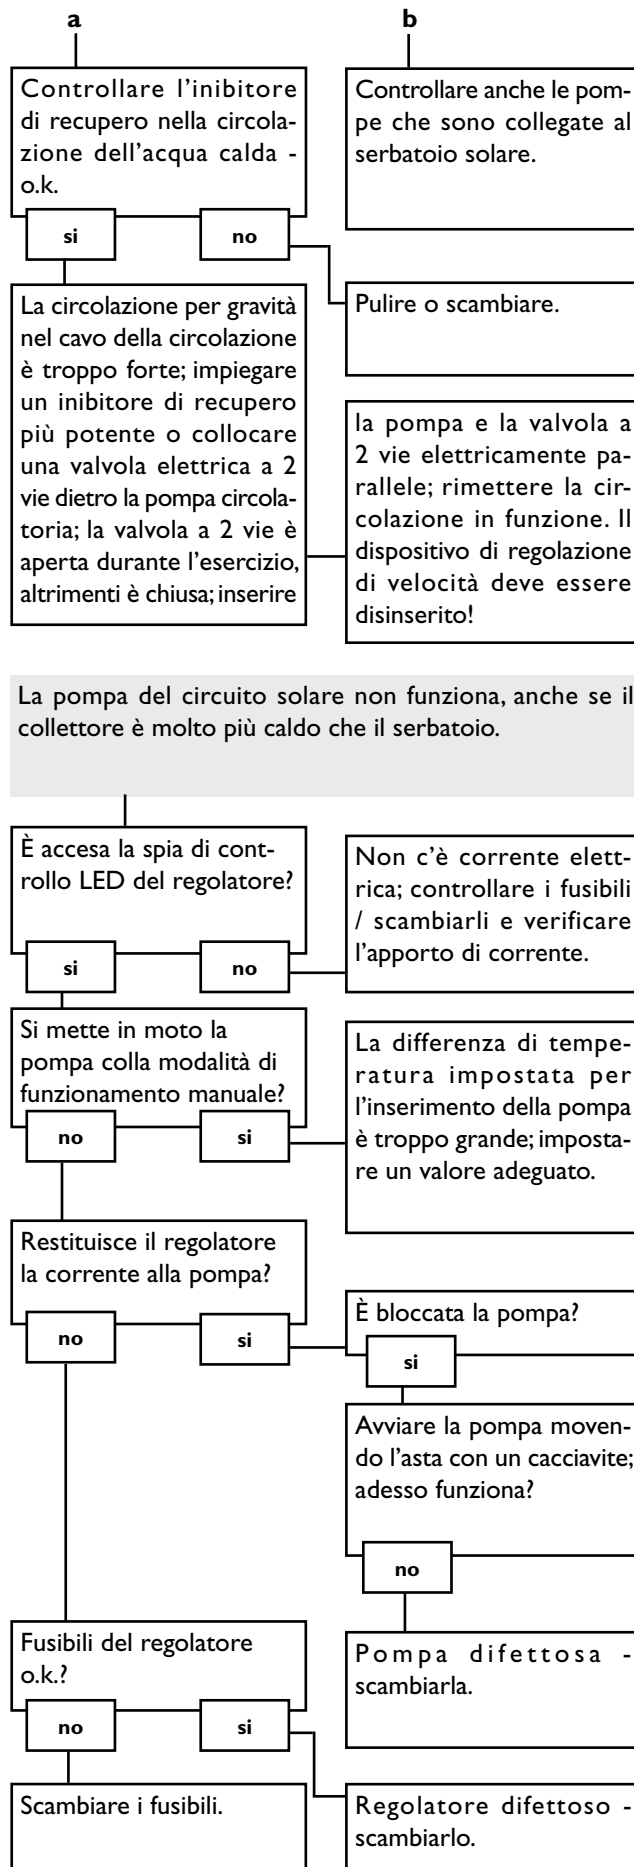 a
b
Controllare l’inibitore
di recupero nella circola-
zione dell’acqua calda -
o.k.
Controllare anche le pom-
pe che sono collegate al
serbatoio solare.
si
no
La circolazione per gravità
nel cavo della circolazione
è troppo forte; impiegare
un inibitore di recupero
più potente o collocare
una valvola elettrica a 2
vie dietro la pompa circola-
toria; la valvola a 2 vie è
aperta durante l’esercizio,
altrimenti è chiusa; inserire
Pulire o scambiare.
la pompa e la valvola a
2 vie elettricamente pa-
rallele; rimettere la cir-
colazione in funzione. Il
dispositivo di regolazione
di velocità deve essere
disinserito!
La pompa del circuito solare non funziona, anche se il
collettore è molto più caldo che il serbatoio.
È accesa la spia di cont-
rollo LED del regolatore?
si
no
Non c’è corrente elett-
rica; controllare i fusibili
/ scambiarli e verificare
l’apporto di corrente.
Si mette in moto la
pompa colla modalità di
funzionamento manuale?
no
si
La differenza di tempe-
ratura impostata per
l’inserimento della pompa
è troppo grande; imposta-
re un valore adeguato.
Restituisce il regolatore
la corrente alla pompa?
no
si
È bloccata la pompa?
si
Avviare la pompa moven-
do l’asta con un cacciavite;
adesso funziona?
no
Pompa difettosa -
scambiarla.
Fusibili del regolatore
o.k.?
no
si
Scambiare i fusibili.
Regolatore difettoso -
scambiarlo.